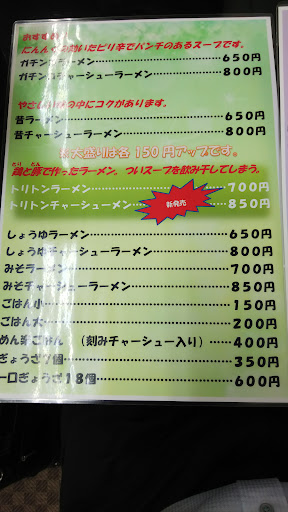 にんにくの効いたピリ辛でパンチのあるスープです。
ガチンコラーメン…………650円
ガチンコチャーシューラーメン…………800円
やさしい味の中にコクがあります。
昔ラーメン…………650円
昔チャーシューラーメン…………800円
大盛りは各150円アップです。
とり とん
鶏と豚で作ったラーメン。ついスープを飲み干してしまう。
トリトンラーメン…………700円
トリトンチャーシューメン 850円
新発売
しょうゆラーメン…………650円
しょうゆチャーシューラーメン…………800円
みそラーメン…………700円
みそチャーシューラーメン…………850円
ごはん小…………150円
ごはん大…………200円
（刻みチャーシュー入り）……400円
ぎょうざ7個…………350円
一口ぎょうざ18個…………600円